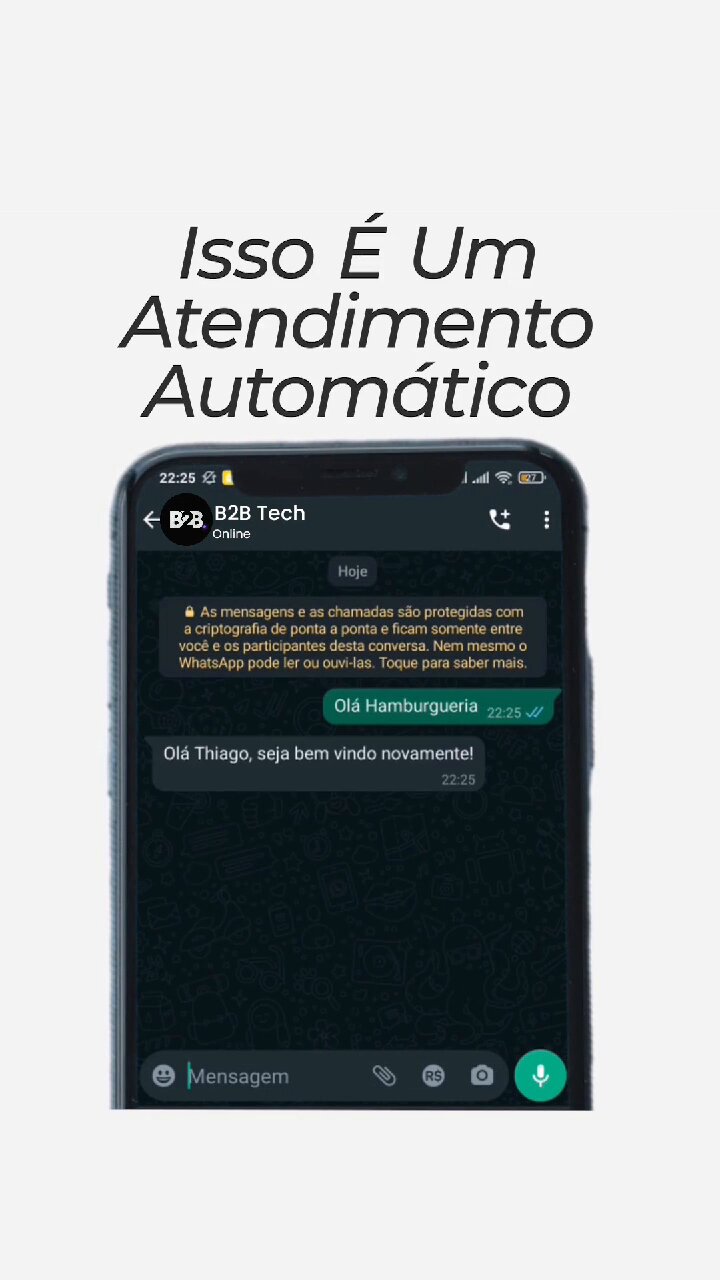 Isso É Um
Atendimento
Automático
22:25
27
B2B
B2B Tech
Online
Hoje
As mensagens e as chamadas são protegidas com
a criptografia de ponta a ponta e ficam somente entre
você e os participantes desta conversa. Nem mesmo o
WhatsApp pode ler ou ouvi-las. Toque para saber mais.
Olá Hamburgueria 22:25
Olá Thiago, seja bem vindo novamente!
22:25
Mensagem
R$